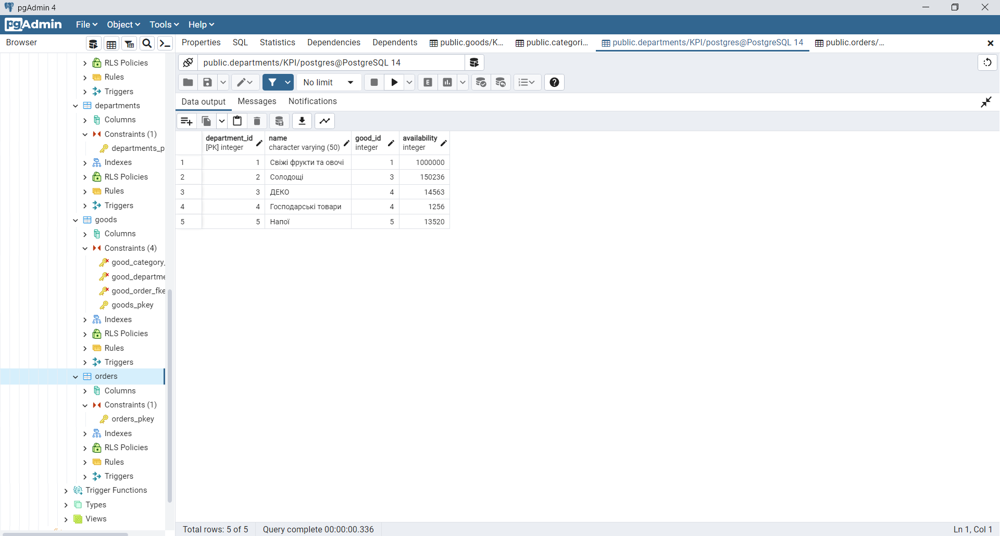 pgAdmin 4
pgAdmin File Object Tools Help
Browser
Properties SQL Statistics Dependencies Dependents public.goods/K... public.categori... public.departments/KPI/postgres@PostgreSQL 14 public.orders/...
public.departments/KPI/postgres@PostgreSQL 14
No limit
E
Data output Messages Notifications
RLS Policies
Rules
Triggers
departments
Columns
Constraints (1)
departments_p
Indexes
RLS Policies
Rules
Triggers
goods
Columns
Constraints (4)
good_category_
good_departme
good_order_fke
goods_pkey
Indexes
RLS Policies
Rules
Triggers
orders
Columns
Constraints (1)
orders_pkey
Indexes
RLS Policies
Rules
Triggers
Trigger Functions
Types
Views
department_id name good_id availability
[PK] integer character varying (50) integer integer
1 1 Свіжі фрукти та овочі 1 1000000
2 2 Солодощі 3 150236
3 3 ДЕКО 4 14563
4 4 Господарські товари 4 1256
5 5 Напої 5 13520
Total rows: 5 of 5 Query complete 00:00:00.336 Ln 1, Col 1